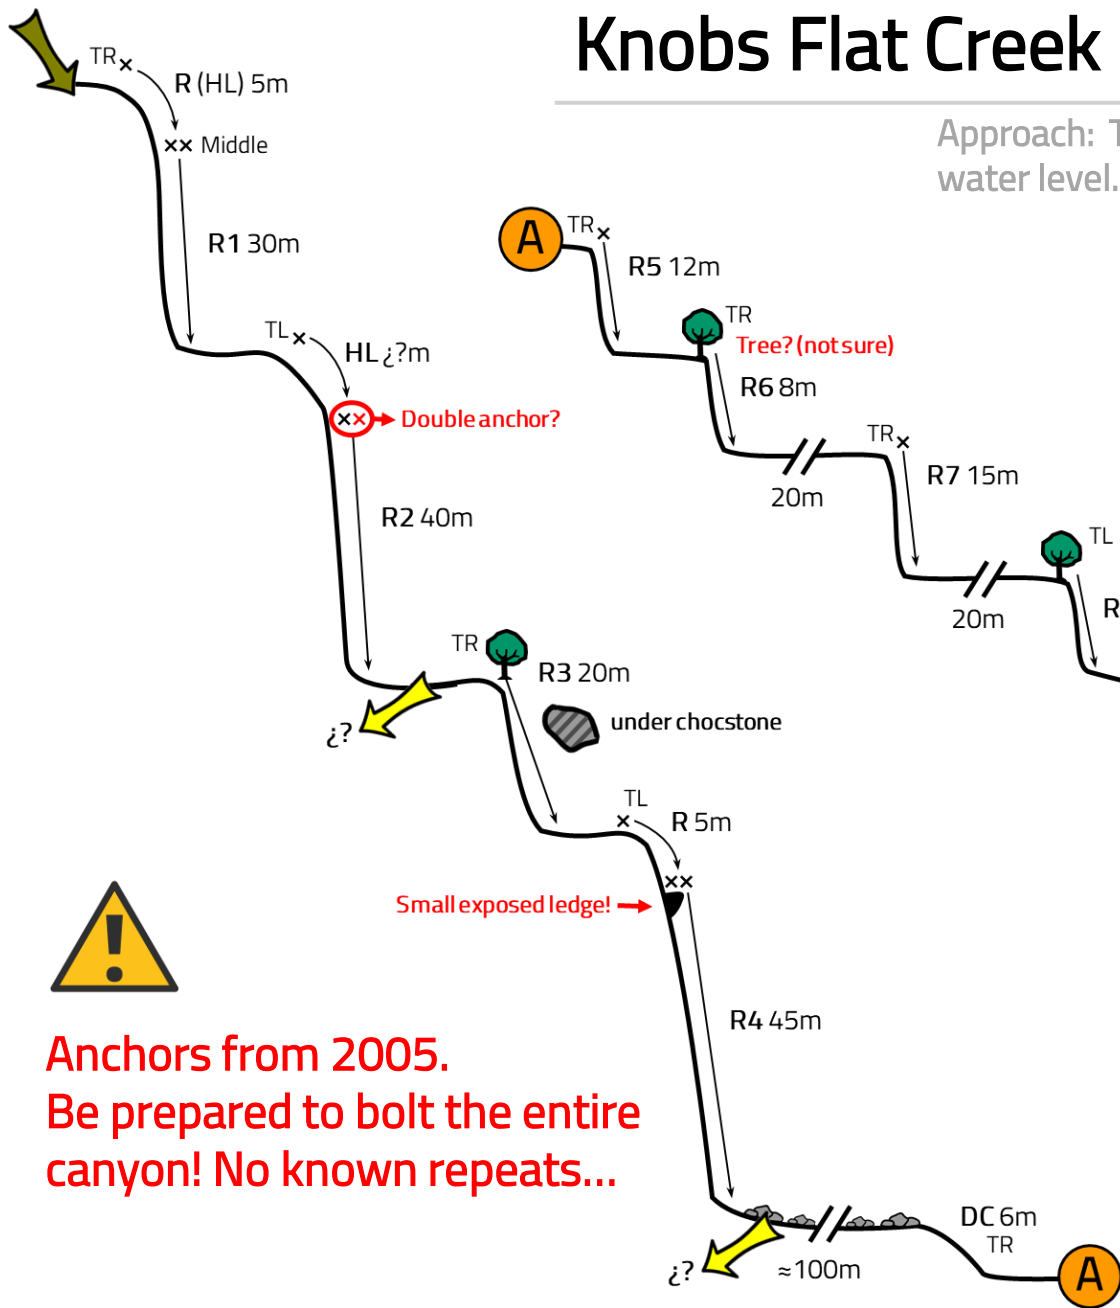 Knobs Flat Creek
Approach: T
water level.
TR
R (HL) 5m
Middle
R1 30m
TL
HL ¿?m
Double anchor?
R2 40m
¿?
TR
R3 20m
under chocstone
TL
R 5m
Small exposed ledge!
R4 45m
¿?
≈100m
DC 6m
TR
A
A
TR
R5 12m
TR
Tree? (not sure)
R6 8m
20m
TR
R7 15m
20m
TL
R
Anchors from 2005.
Be prepared to bolt the entire
canyon! No known repeats...